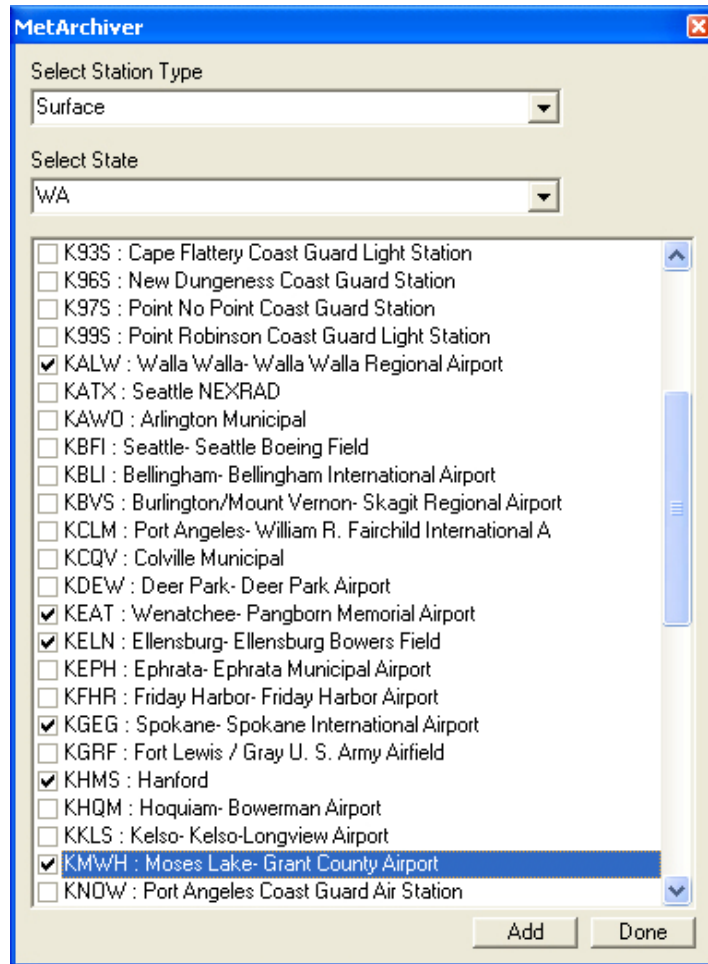 MetArchiver
Select Station Type
Surface
Select State
WA
K93S : Cape Flattery Coast Guard Light Station
K96S : New Dungeness Coast Guard Station
K97S : Point No Point Coast Guard Station
K99S : Point Robinson Coast Guard Light Station
KALW : Walla Walla- Walla Walla Regional Airport
KATX : Seattle NEXRAD
KAWO : Arlington Municipal
KBFI : Seattle- Seattle Boeing Field
KBLI : Bellingham- Bellingham International Airport
KBVS : Burlington/Mount Vernon- Skagit Regional Airport
KCLM : Port Angeles- William R. Fairchild International A
KCQV : Colville Municipal
KDEW : Deer Park- Deer Park Airport
KEAT : Wenatchee- Pangborn Memorial Airport
KELN : Ellensburg- Ellensburg Bowers Field
KEPH : Ephrata- Ephrata Municipal Airport
KFHR : Friday Harbor- Friday Harbor Airport
KGEG : Spokane- Spokane International Airport
KGRF : Fort Lewis / Gray U. S. Army Airfield
KHMS : Hanford
KHQM : Hoquiam- Bowerman Airport
KKLS : Kelso- Kelso-Longview Airport
KMWH : Moses Lake- Grant County Airport
KNOW : Port Angeles Coast Guard Air Station
Add Done